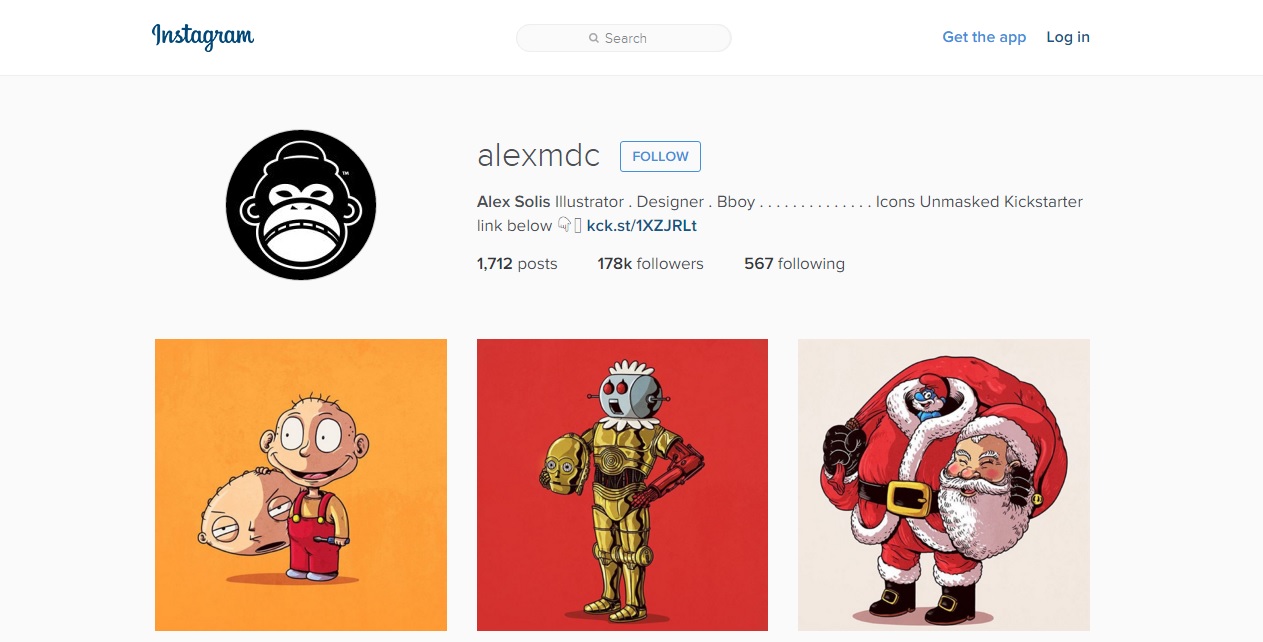 Instagram
Search
Get the app
Log in
alexmdc
FOLLOW
Alex Solis Illustrator . Designer . Bboy . . . . . . . . . . . . . . Icons Unmasked Kickstarter
link below 👇 ▯ kck.st/1XZJRLt
1,712 posts 178k followers 567 following
TM